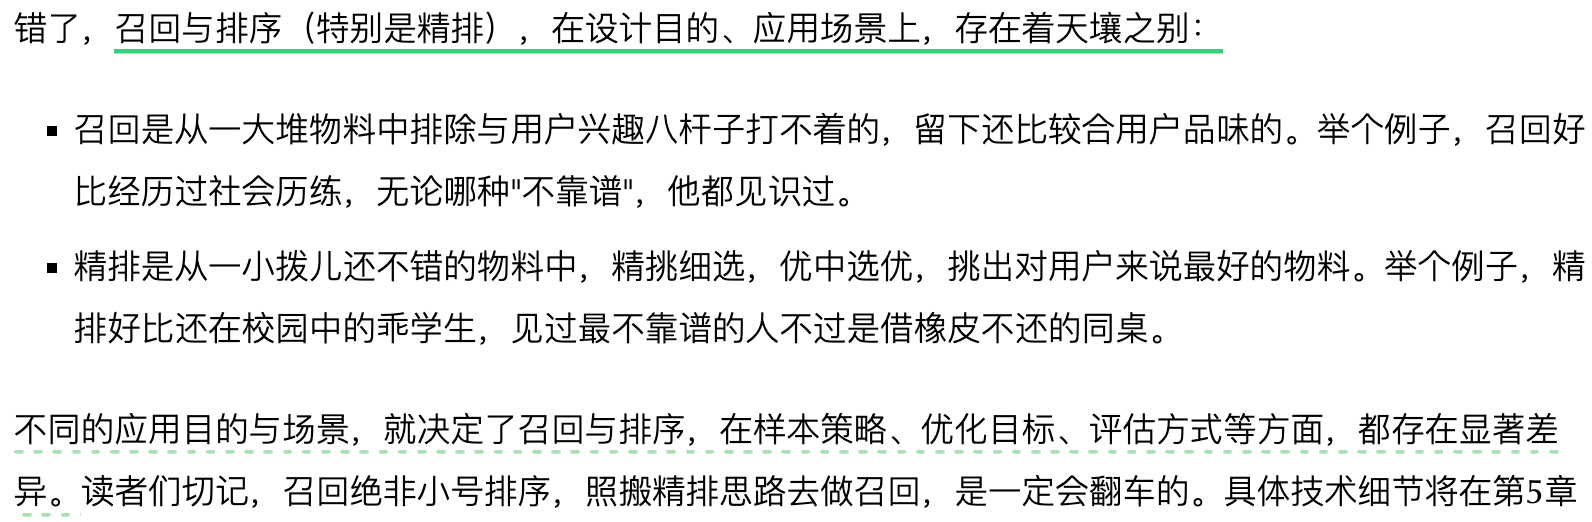 错了，召回与排序（特别是精排），在设计目的、应用场景上，存在着天壤之别：
▪ 召回是从一大堆物料中排除与用户兴趣八杆子打不着的，留下还比较合用户品味的。举个例子，召回好
比经历过社会历练，无论哪种"不靠谱"，他都见识过。
▪ 精排是从一小拨儿还不错的物料中，精挑细选，优中选优，挑出对用户来说最好的物料。举个例子，精
排好比还在校园中的乖学生，见过最不靠谱的人不过是借橡皮不还的同桌。
不同的应用目的与场景，就决定了召回与排序，在样本策略、优化目标、评估方式等方面，都存在显著差
异。读者们切记，召回绝非小号排序，照搬精排思路去做召回，是一定会翻车的。具体技术细节将在第5章